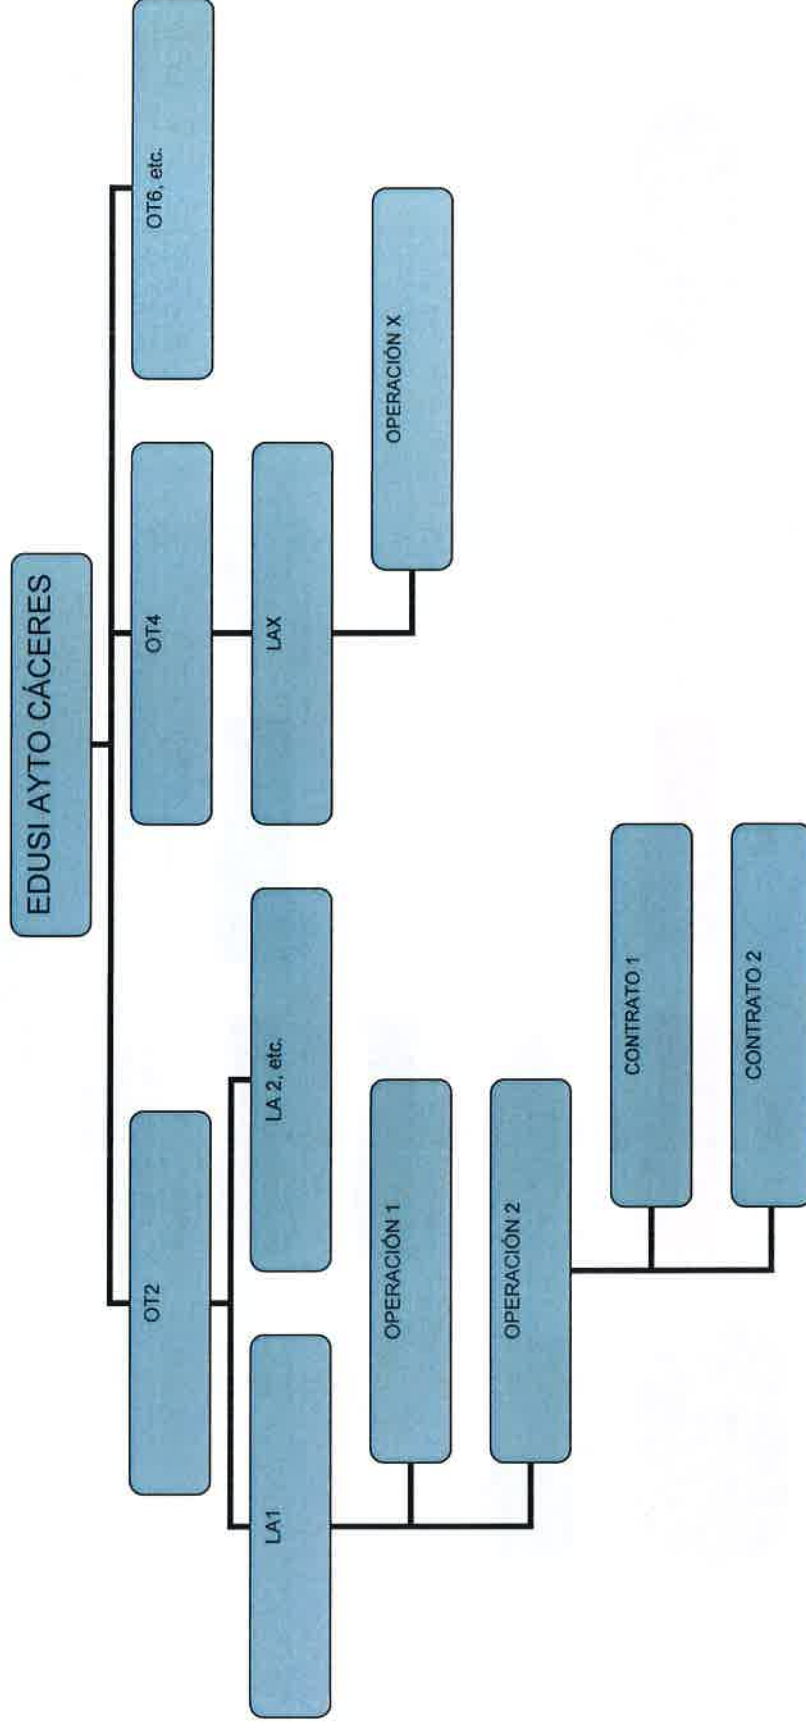 EDUSI AYTO CÁCERES
OT2
OT4
OT6, etc.
LA1
LA 2, etc.
LAX
OPERACIÓN 1
OPERACIÓN X
OPERACIÓN 2
CONTRATO 1
CONTRATO 2